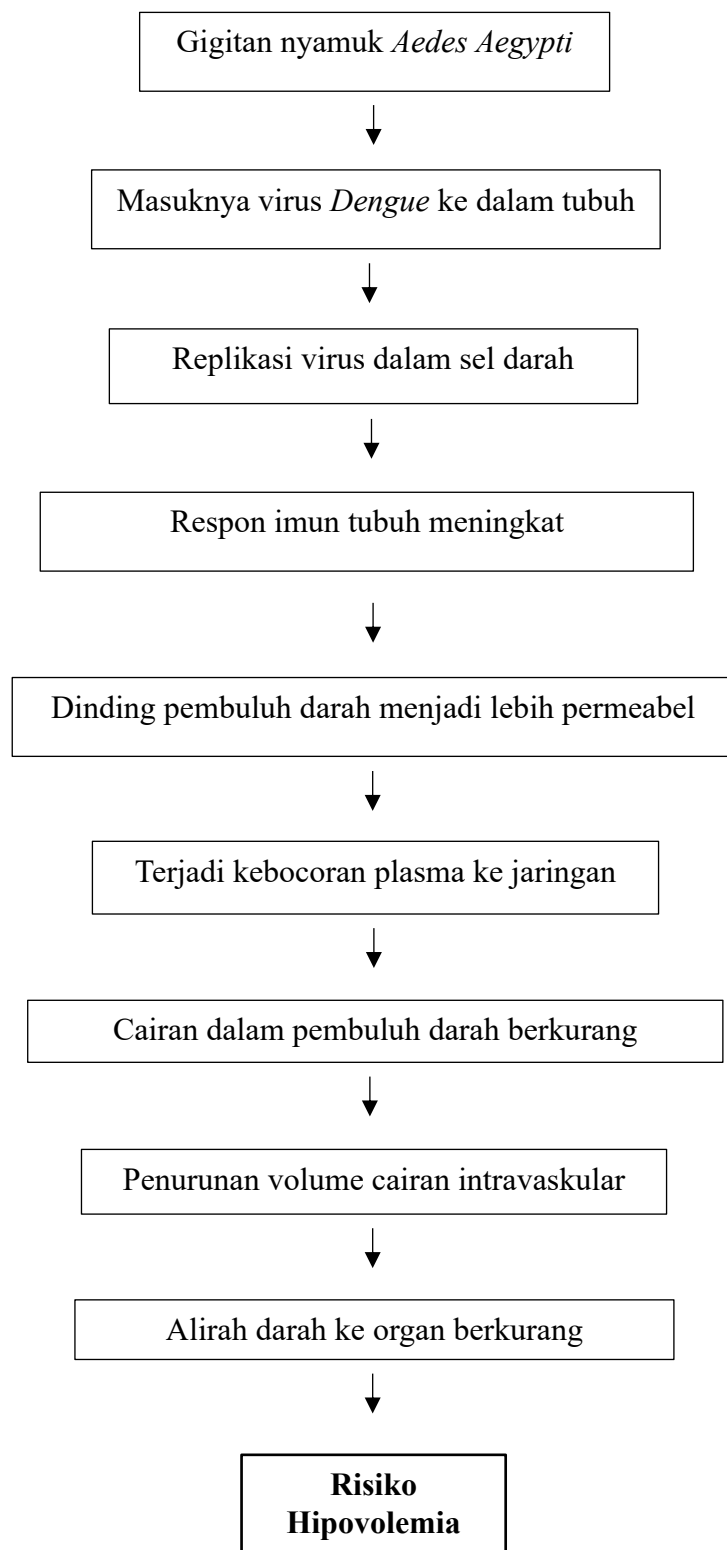 Gigitan nyamuk Aedes Aegypti
Masuknya virus Dengue ke dalam tubuh
Replikasi virus dalam sel darah
Respon imun tubuh meningkat
Dinding pembuluh darah menjadi lebih permeabel
Terjadi kebocoran plasma ke jaringan
Cairan dalam pembuluh darah berkurang
Penurunan volume cairan intravaskular
Alirah darah ke organ berkurang
Risiko
Hipovolemia